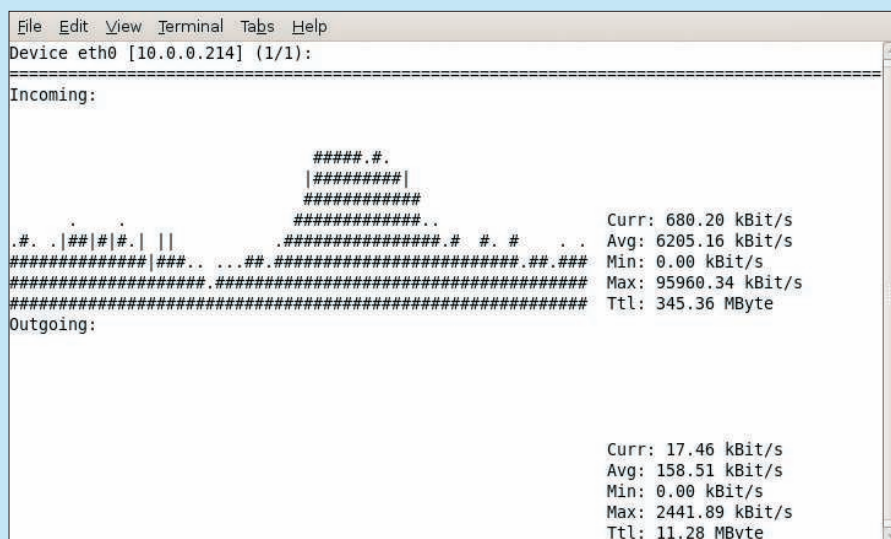 File Edit View Terminal Tabs Help
Device eth0 [10.0.0.214] (1/1):
=========================================================================================
Incoming:
#####.#.
|#########|
############
. . #############.. Curr: 680.20 kBit/s
.#. .|##|#|#.| || .################.# #. # . . Avg: 6205.16 kBit/s
##############|###.. ...##.#########################.##.### Min: 0.00 kBit/s
####################.###################################### Max: 95960.34 kBit/s
########################################################### Ttl: 345.36 MByte
Outgoing:
Curr: 17.46 kBit/s
Avg: 158.51 kBit/s
Min: 0.00 kBit/s
Max: 2441.89 kBit/s
Ttl: 11.28 MByte